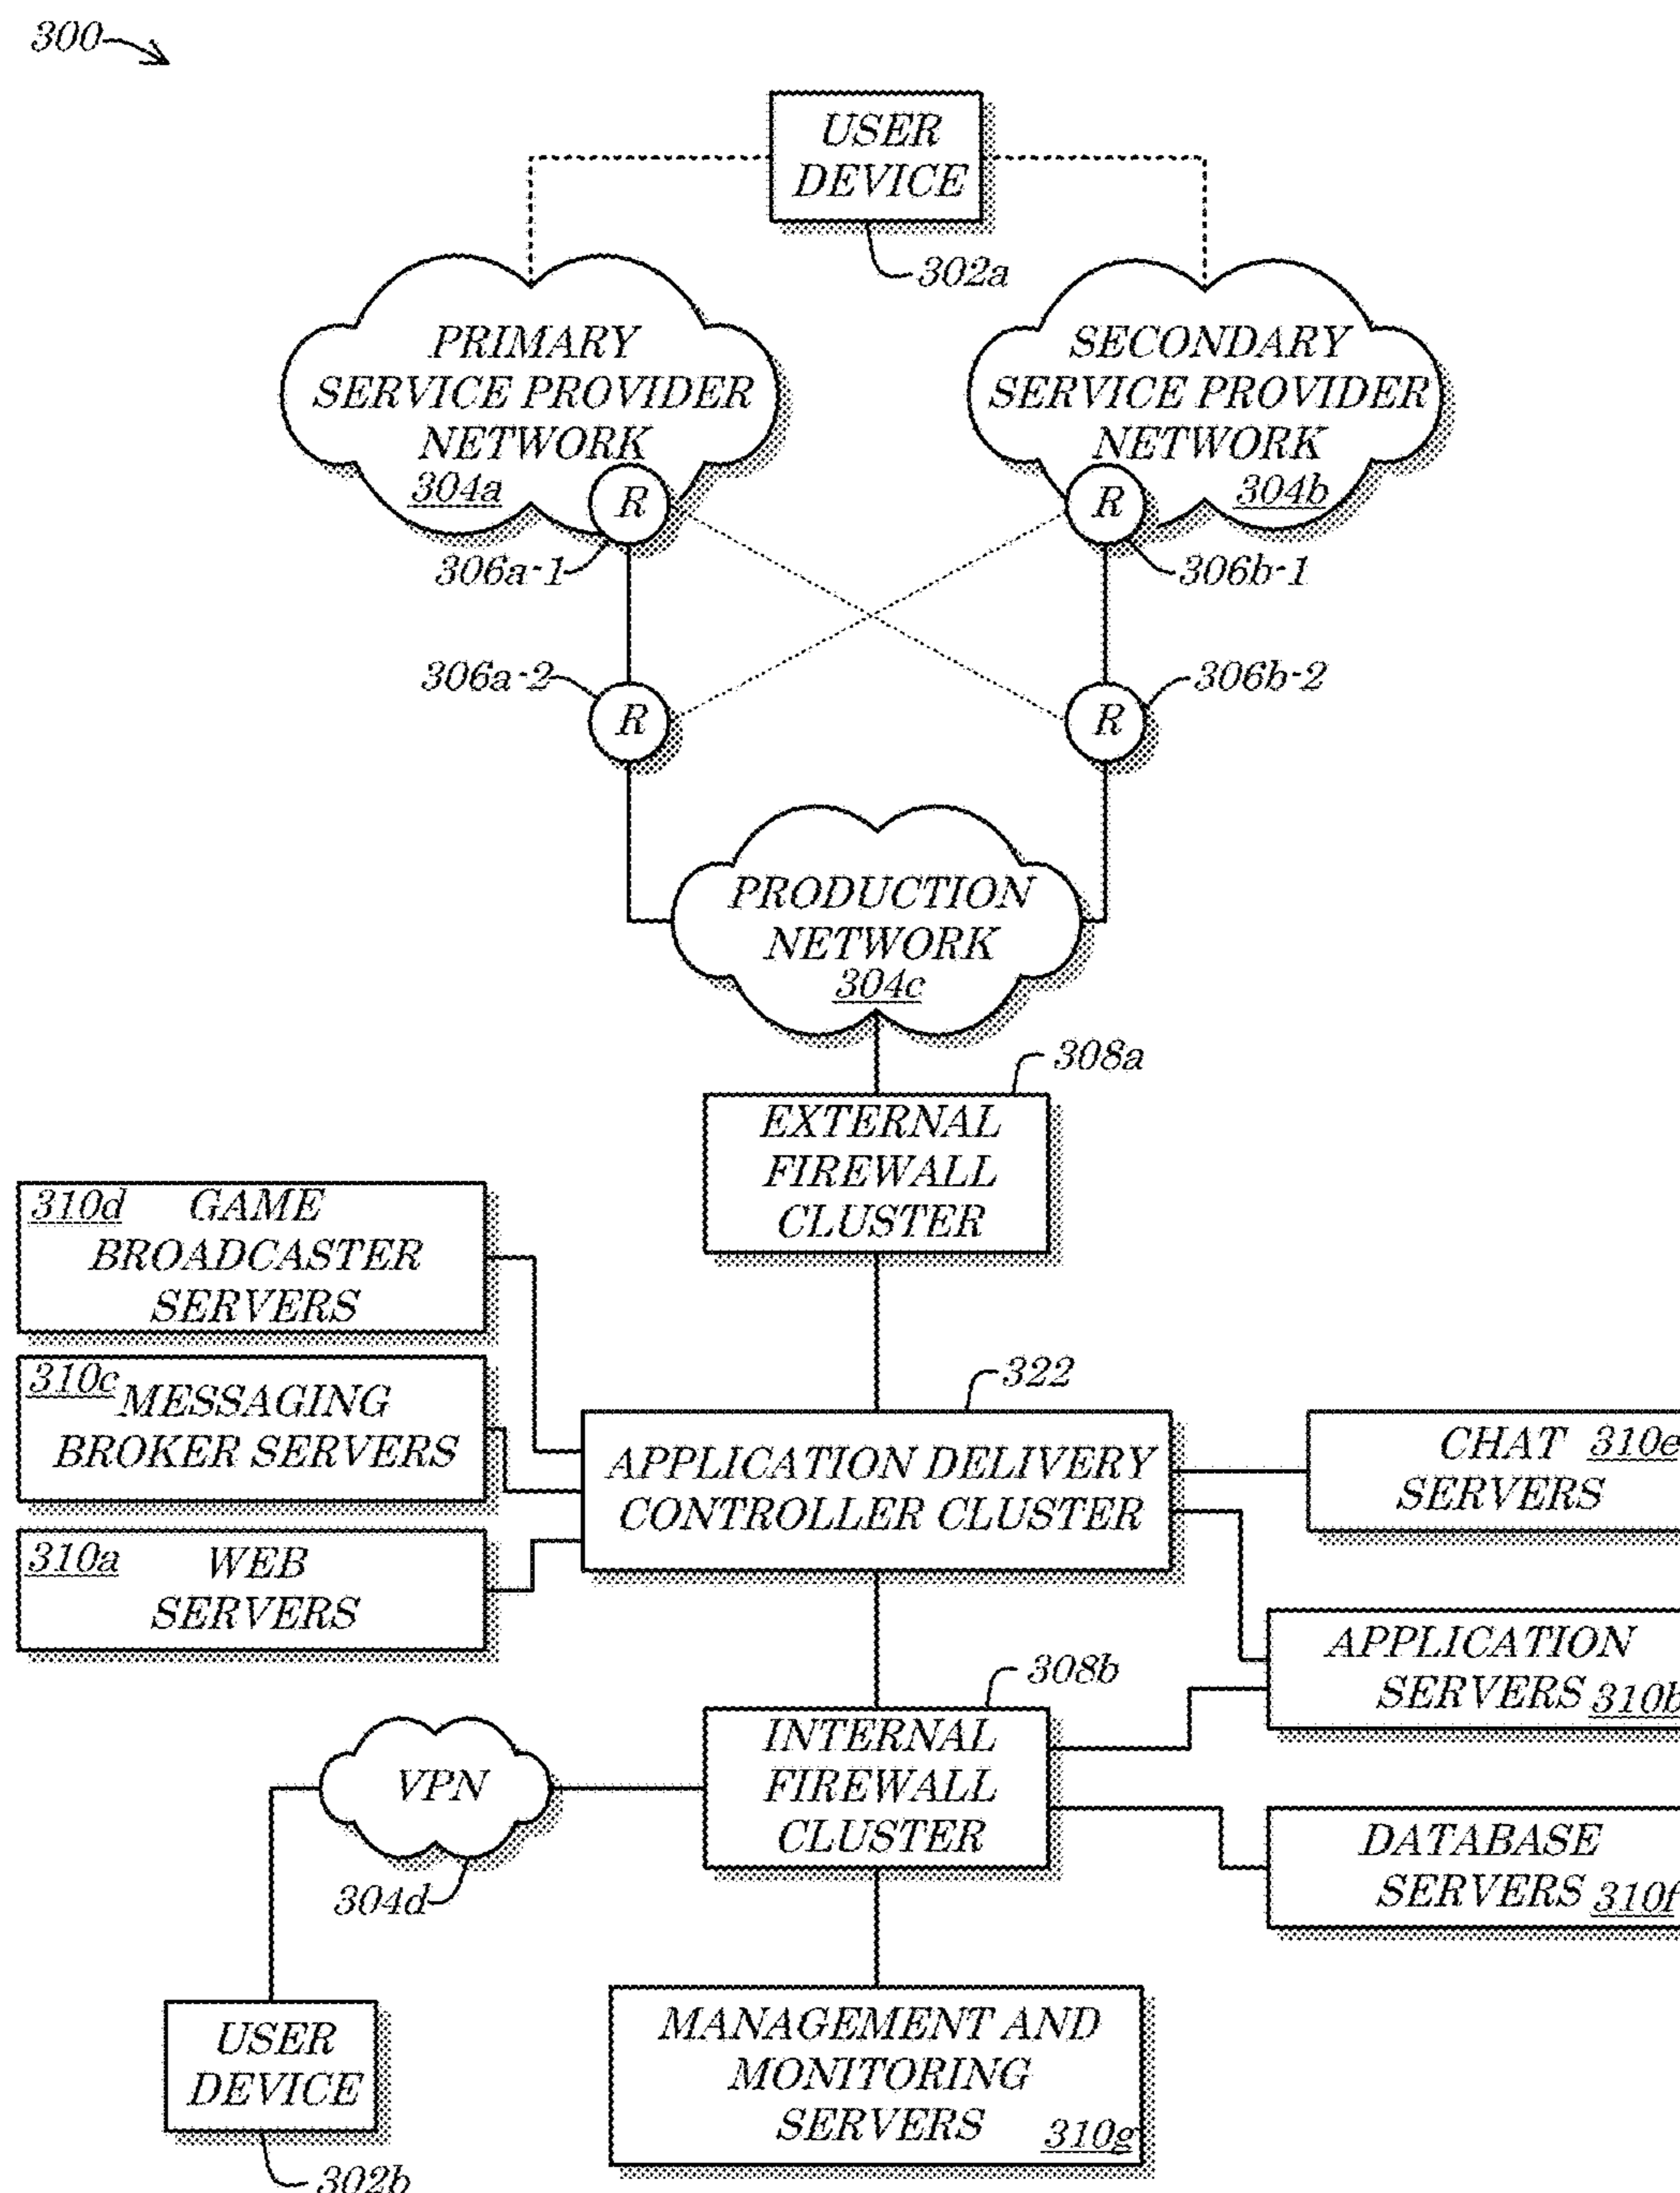 300
USER
DEVICE
302a
PRIMARY
SERVICE PROVIDER
NETWORK
304a
SECONDARY
SERVICE PROVIDER
NETWORK
304b
R
R
306a-1
306b-1
306a-2
306b-2
R
R
PRODUCTION
NETWORK
304c
308a
EXTERNAL
FIREWALL
CLUSTER
310d GAME
BROADCASTER
SERVERS
310c MESSAGING
BROKER SERVERS
310a WEB
SERVERS
322
APPLICATION DELIVERY
CONTROLLER CLUSTER
CHAT 310e
SERVERS
APPLICATION
SERVERS 310b
308b
INTERNAL
FIREWALL
CLUSTER
VPN
304d
DATABASE
SERVERS 310f
USER
DEVICE
302b
MANAGEMENT AND
MONITORING
SERVERS 310g